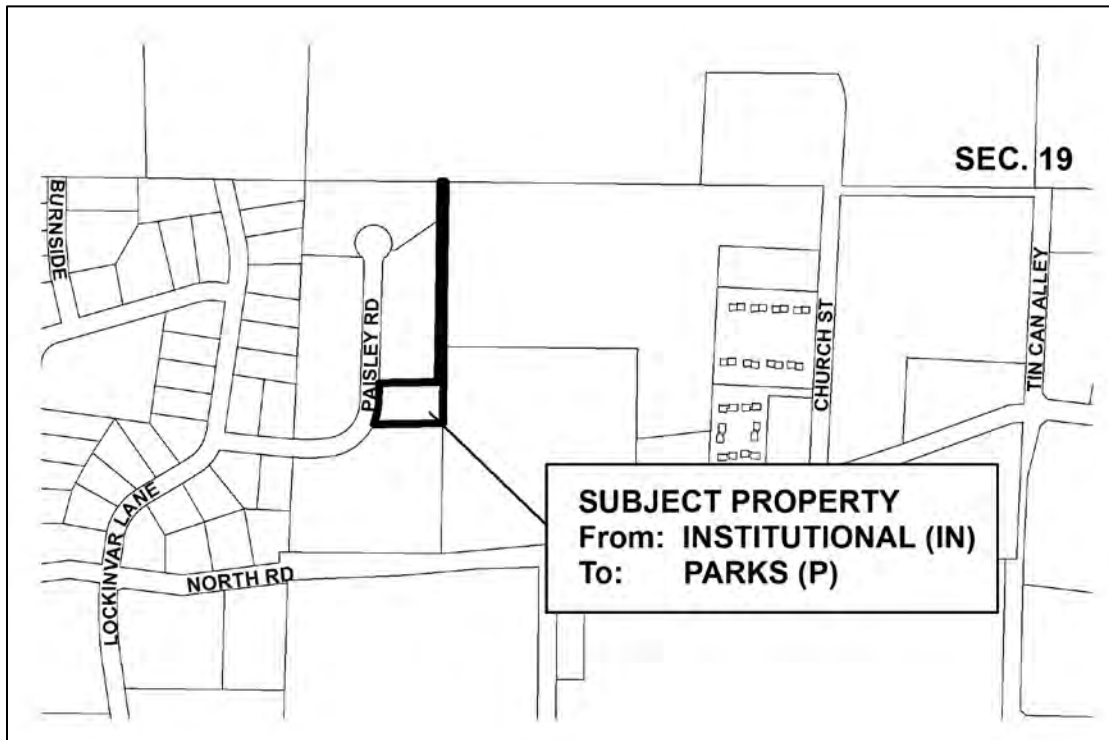 SEC. 19
BURNSIDE
PAISLEY RD
CHURCH ST
TIN CAN ALLEY
LOCKINVAR LANE
NORTH RD
SUBJECT PROPERTY
From: INSTITUTIONAL (IN)
To: PARKS (P)